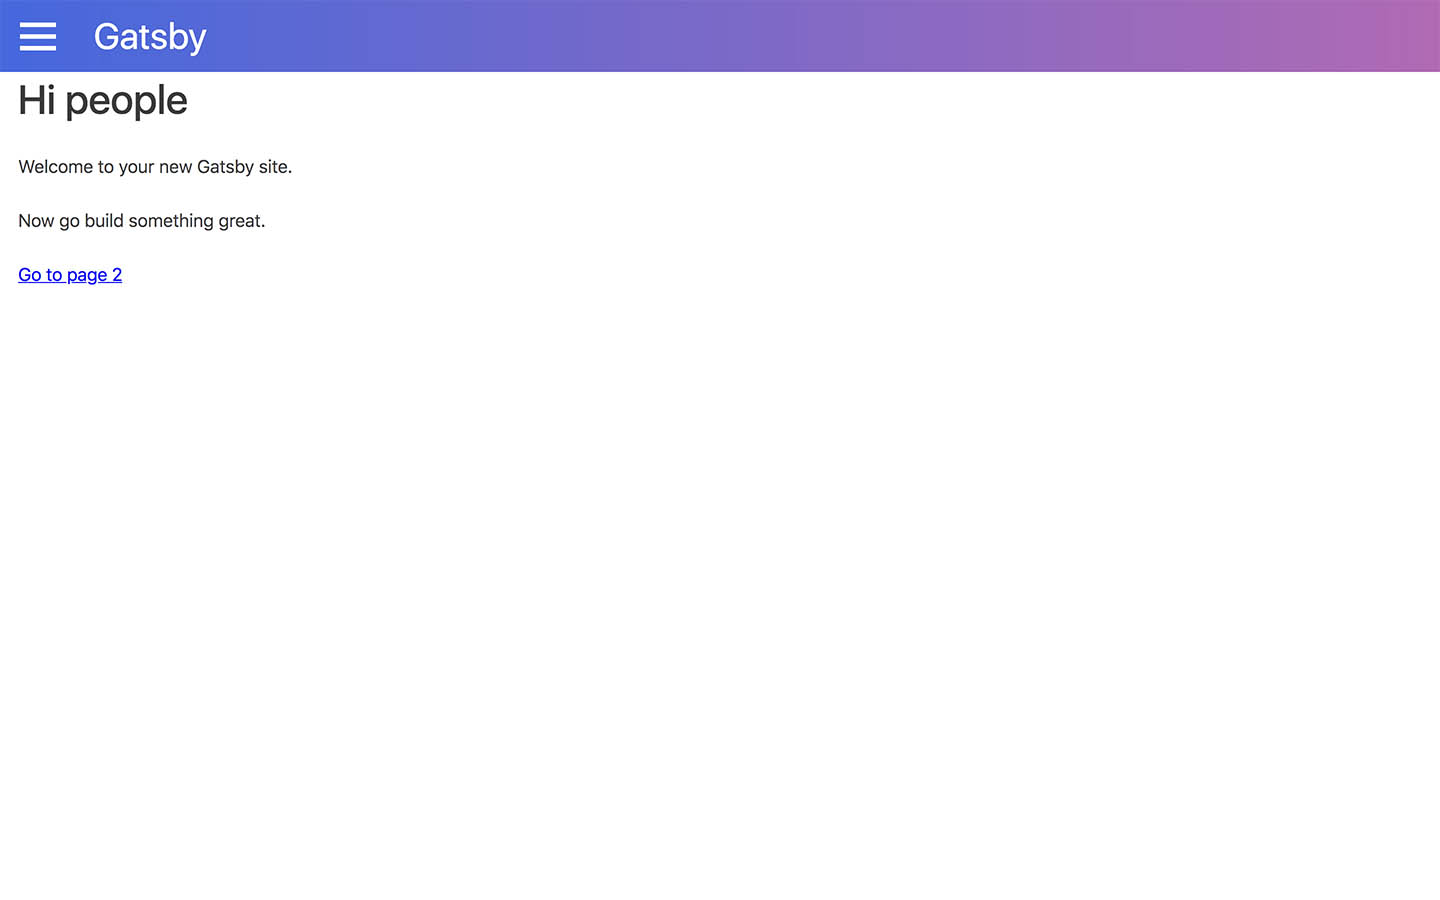 Gatsby
Hi people
Welcome to your new Gatsby site.
Now go build something great.
Go to page 2